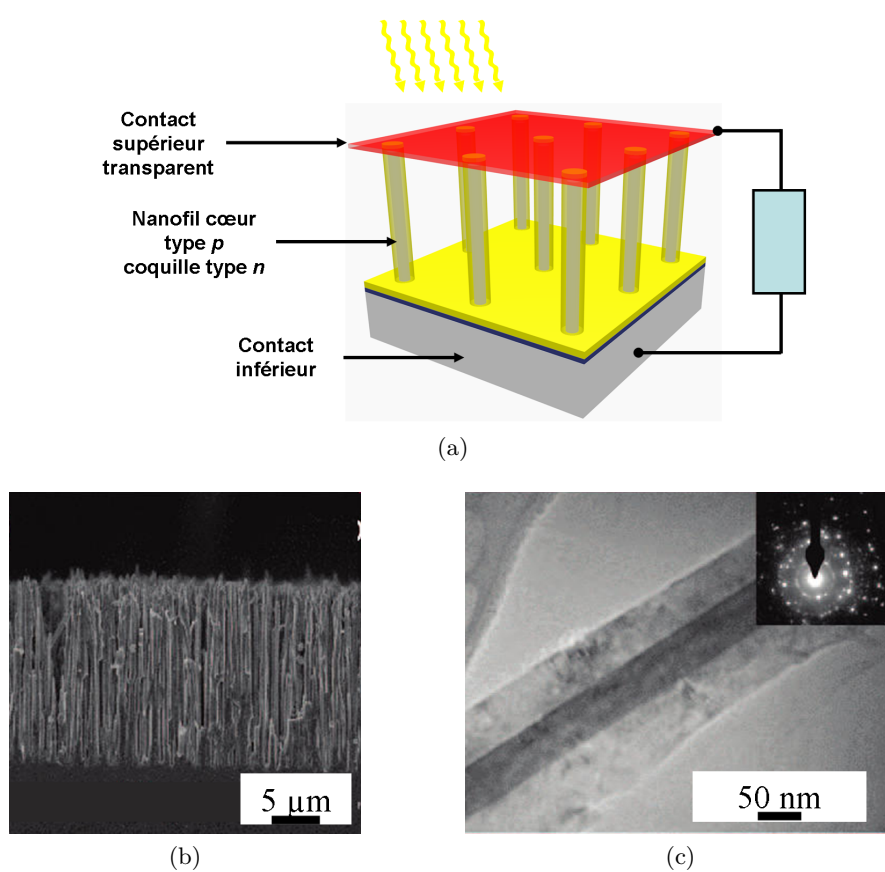 Contact
supérieur
transparent
Nanofil cœur
type p
coquille type n
Contact
inférieur
(a)
5 µm
50 nm
(b)
(c)